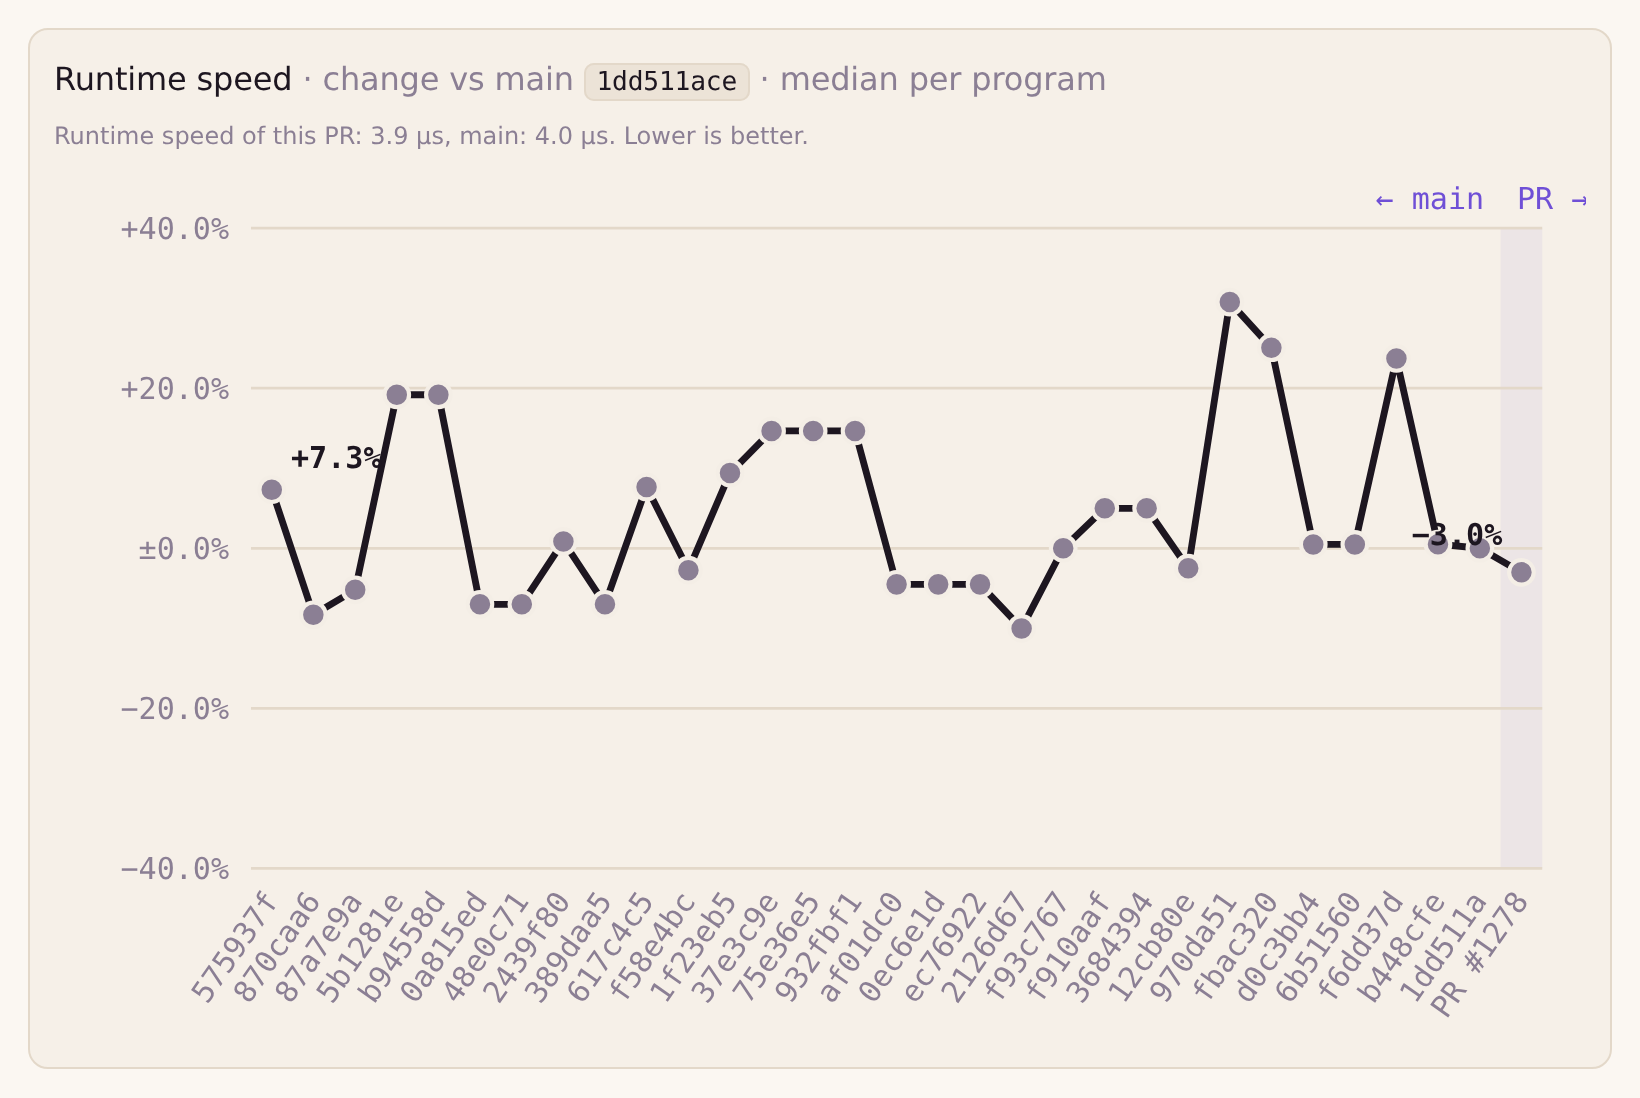 Runtime speed · change vs main 1dd511ace · median per program
Runtime speed of this PR: 3.9 µs, main: 4.0 µs. Lower is better.
← main PR →
+40.0%
+20.0%
±0.0%
−20.0%
−40.0%
+7.3%
−3.0%
575937f
870caa6
87a7e9a
5b1281e
b94558d
0a815ed
48e0c71
2439f80
389daa5
617c4c5
f58e4bc
1f23eb5
37e3c9e
75e36e5
932fbf1
af01dc0
0ec6e1d
ec76922
2126d67
f93c767
f910aaf
3684394
12cb80e
970da51
fbac320
d0c3bb4
6b51560
f6dd37d
b448cfe
1dd511a
PR #1278